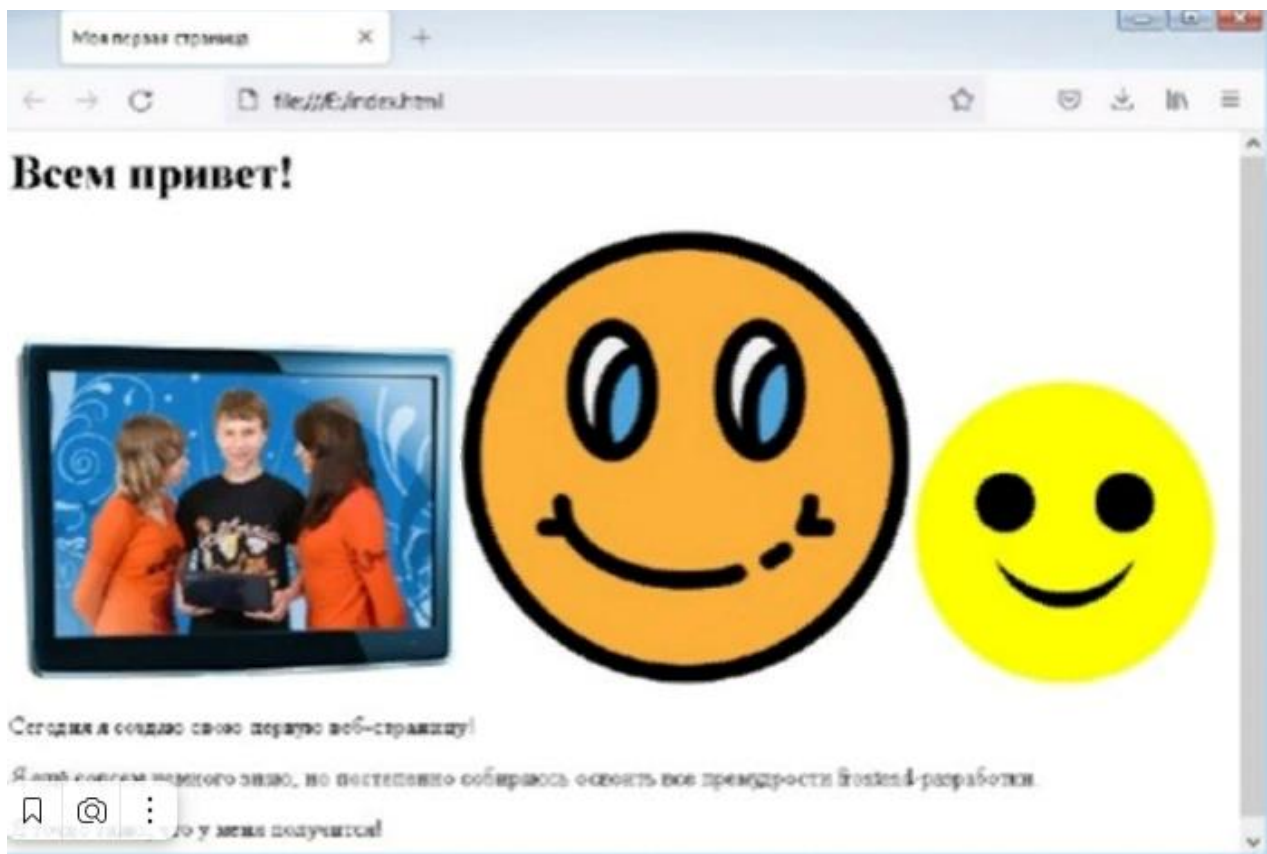 Моя первая страница
file:///E:/index.html
Всем привет!
Сегодня я создаю свою первую веб-страницу!
Я ещё совсем немного знаю, но постепенно собираюсь освоить все премудрости frontend-разработки.
что у меня получится!